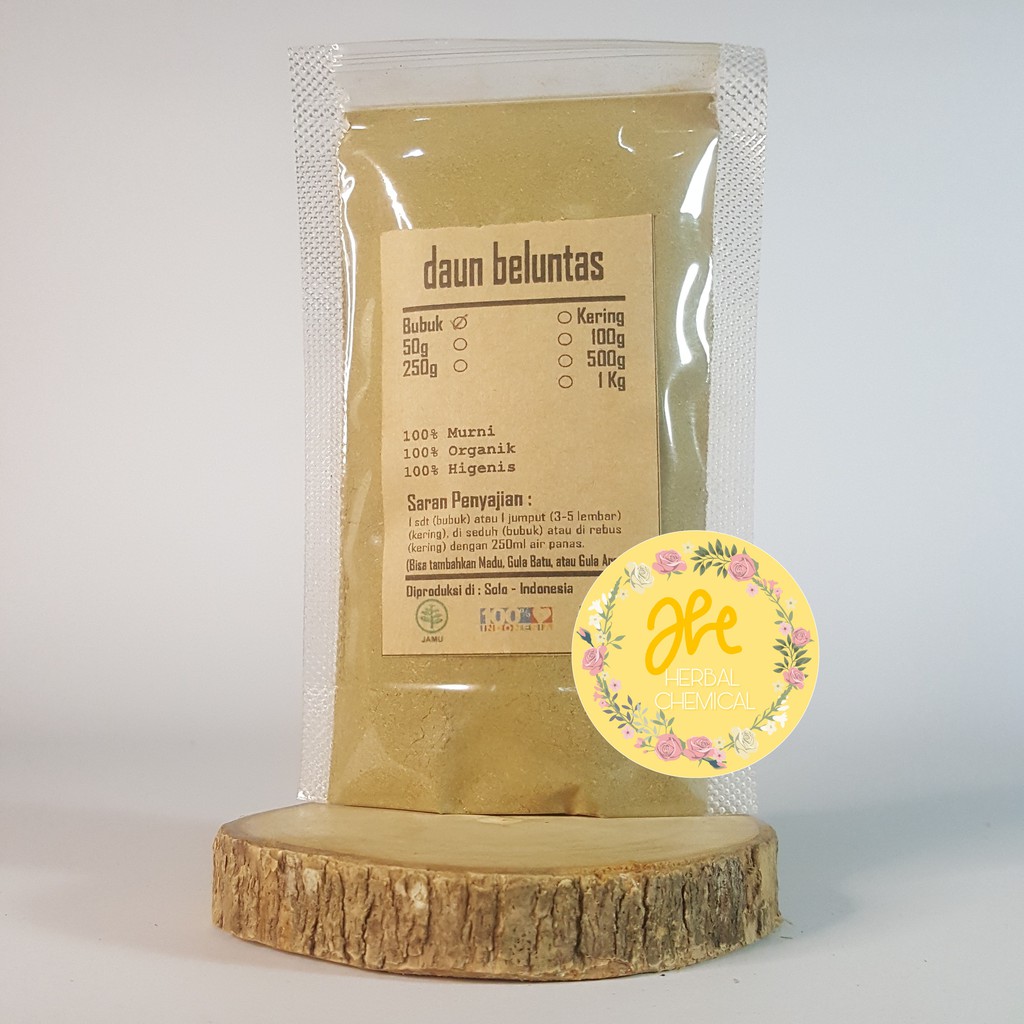 daun beluntas
Bubuk Kering
50g 100g
250g 500g
1 Kg
100% Murni
100% Organik
100% Higenis
Saran Penyajian :
1 sdt (bubuk) atau 1 jumput (3-5 lembar)
(kering), di seduh (bubuk) atau di rebus
(kering) dengan 250ml air panas.
(Bisa tambahkan Madu, Gula Batu, atau Gula
Diproduksi di : Solo - Indonesia
JAMU
100%
HERBAL
CHEMICAL